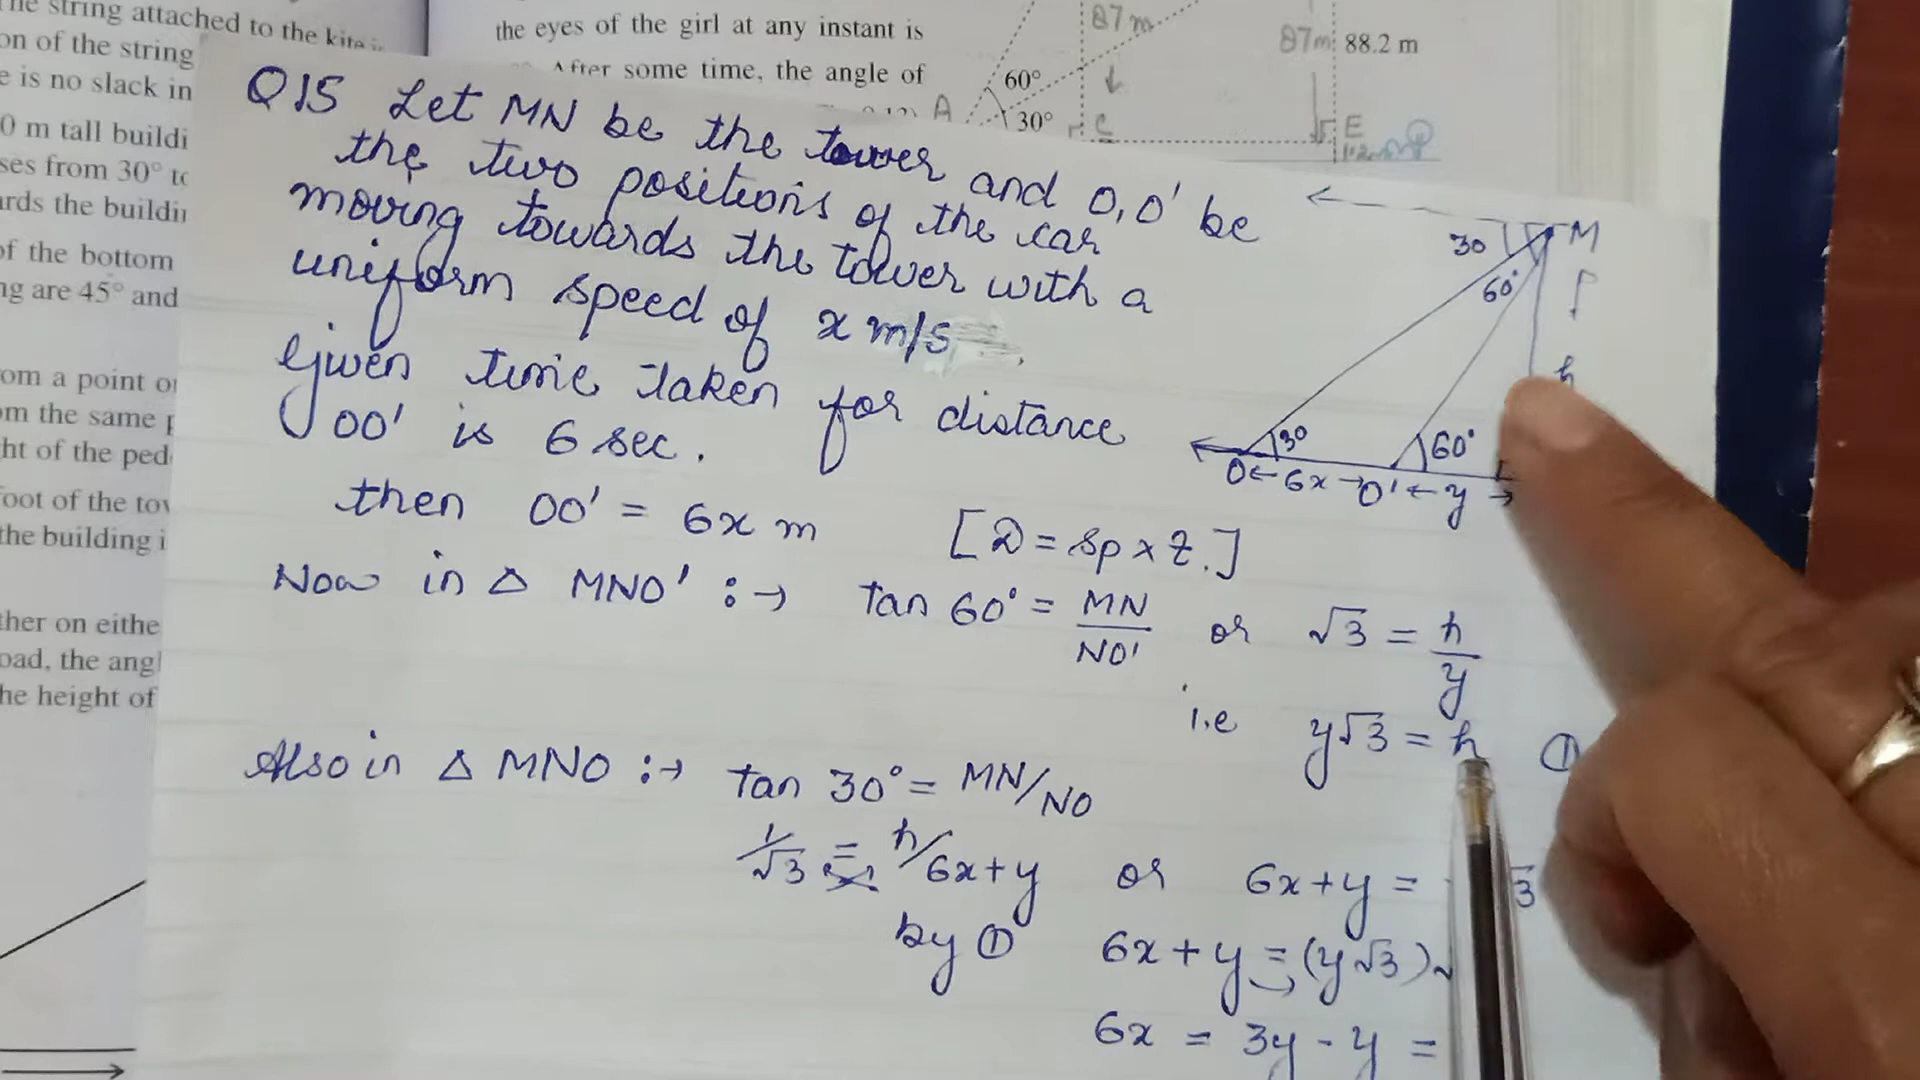 string attached to the kite
on of the string
e is no slack in
0 m tall buildi
ses from 30° to
rds the buildin
of the bottom
ng are 45° and
om a point o
om the same
ht of the ped
foot of the to
the building i
ther on eithe
oad, the ang
he height of
the eyes of the girl at any instant is
After some time, the angle of
87 m
60°
30°
A
C
87m
88.2 m
E
Q15 Let MN be the tower and O,O' be
the two positions of the car
moving towards the tower with a
uniform speed of x m/s
Given time taken for distance
OO' is 6 sec.
then OO' = 6x m [D = sp × t.]
Now in △ MNO' :→ tan 60° = MN/NO' or √3 = h/y
i.e y√3 = h ①
Also in △ MNO :→ tan 30° = MN/NO
1/√3 = h/6x+y or 6x+y = 3
by ① 6x + y = (y√3)
6x = 3y - y =
M
30
60°
h
30
60°
O ← 6x → O' ← y →